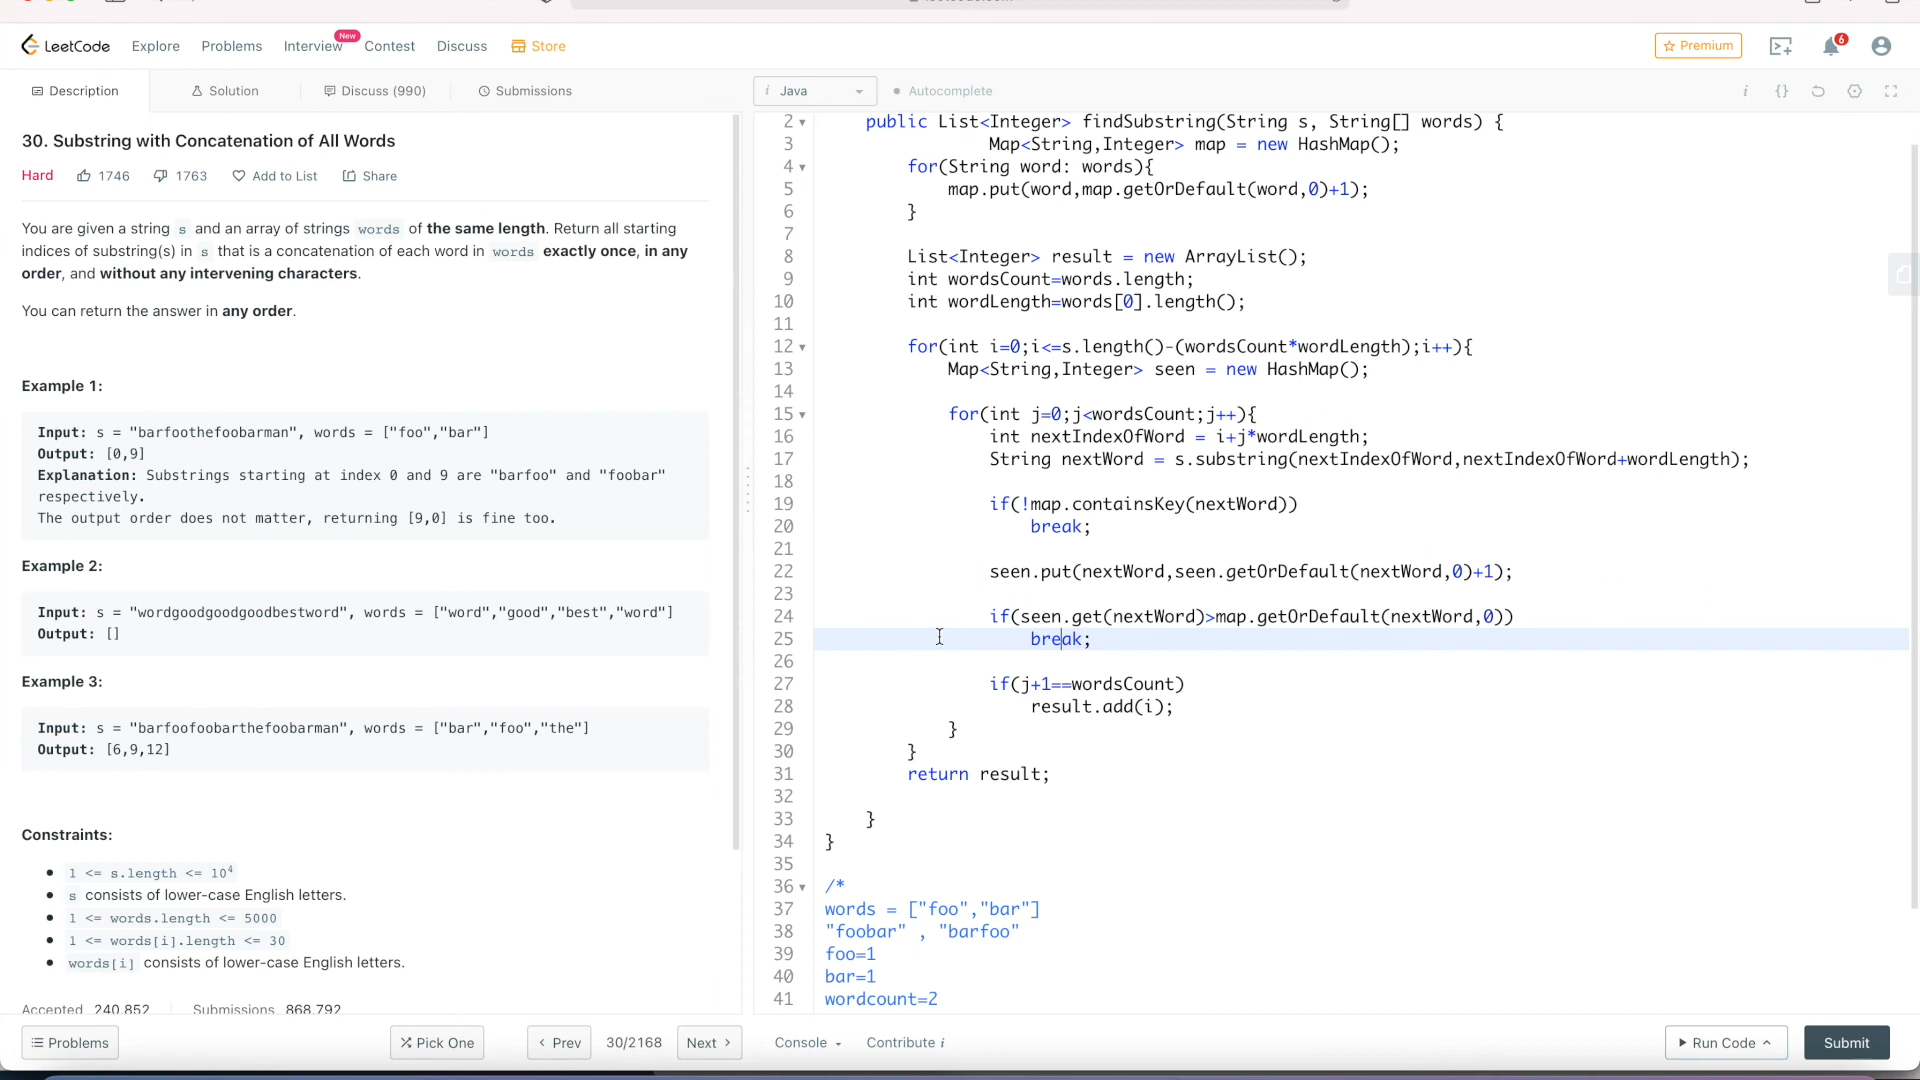 LeetCode Explore Problems Interview New Contest Discuss Store Premium 6
Description Solution Discuss (990) Submissions
i Java Autocomplete i {}
30. Substring with Concatenation of All Words
Hard 1746 1763 Add to List Share
You are given a string s and an array of strings words of the same length. Return all starting
indices of substring(s) in s that is a concatenation of each word in words exactly once, in any
order, and without any intervening characters.
You can return the answer in any order.
Example 1:
Input: s = "barfoothefoobarman", words = ["foo","bar"]
Output: [0,9]
Explanation: Substrings starting at index 0 and 9 are "barfoo" and "foobar"
respectively.
The output order does not matter, returning [9,0] is fine too.
Example 2:
Input: s = "wordgoodgoodgoodbestword", words = ["word","good","best","word"]
Output: []
Example 3:
Input: s = "barfoofoobarthefoobarman", words = ["bar","foo","the"]
Output: [6,9,12]
Constraints:
• 1 <= s.length <= 10⁴
• s consists of lower-case English letters.
• 1 <= words.length <= 5000
• 1 <= words[i].length <= 30
• words[i] consists of lower-case English letters.
Accepted 240,852 Submissions 868,792
2 public List<Integer> findSubstring(String s, String[] words) {
3 Map<String,Integer> map = new HashMap();
4 for(String word: words){
5 map.put(word,map.getOrDefault(word,0)+1);
6 }
7
8 List<Integer> result = new ArrayList();
9 int wordsCount=words.length;
10 int wordLength=words[0].length();
11
12 for(int i=0;i<=s.length()-(wordsCount*wordLength);i++){
13 Map<String,Integer> seen = new HashMap();
14
15 for(int j=0;j<wordsCount;j++){
16 int nextIndexOfWord = i+j*wordLength;
17 String nextWord = s.substring(nextIndexOfWord,nextIndexOfWord+wordLength);
18
19 if(!map.containsKey(nextWord))
20 break;
21
22 seen.put(nextWord,seen.getOrDefault(nextWord,0)+1);
23
24 if(seen.get(nextWord)>map.getOrDefault(nextWord,0))
25 break;
26
27 if(j+1==wordsCount)
28 result.add(i);
29 }
30 }
31 return result;
32
33 }
34 }
35
36 /*
37 words = ["foo","bar"]
38 "foobar" , "barfoo"
39 foo=1
40 bar=1
41 wordcount=2
Problems Pick One Prev 30/2168 Next Console Contribute i Run Code Submit